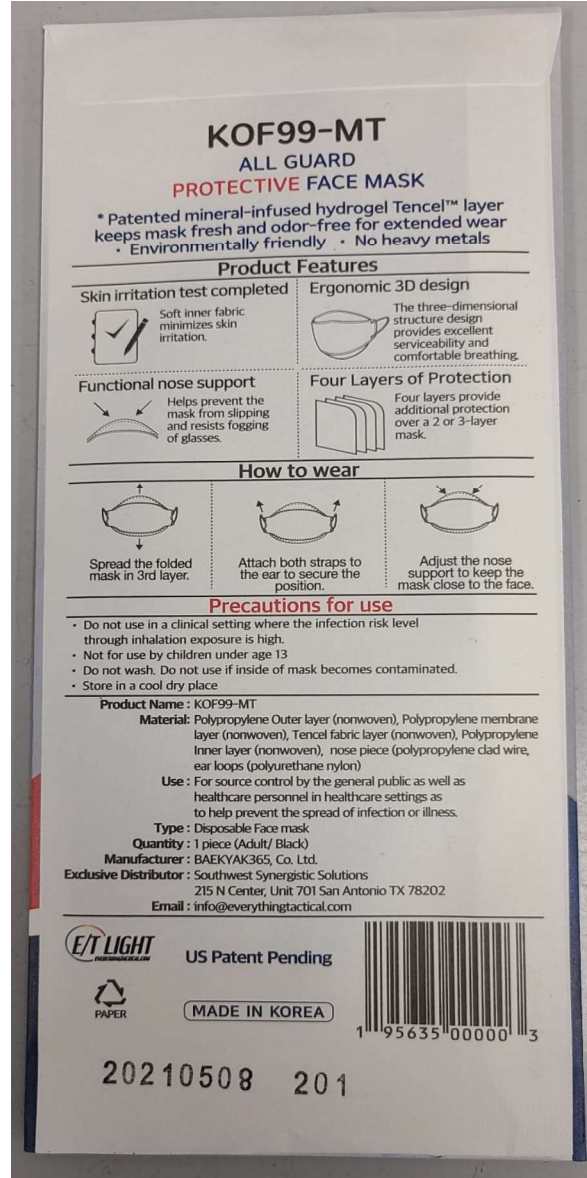 KOF99-MT
ALL GUARD
PROTECTIVE FACE MASK
* Patented mineral-infused hydrogel Tencel™ layer
keeps mask fresh and odor-free for extended wear
• Environmentally friendly • No heavy metals
Product Features
Skin irritation test completed
Soft inner fabric
minimizes skin
irritation.
Ergonomic 3D design
The three-dimensional
structure design
provides excellent
serviceability and
comfortable breathing.
Functional nose support
Helps prevent the
mask from slipping
and resists fogging
of glasses.
Four Layers of Protection
Four layers provide
additional protection
over a 2 or 3-layer
mask.
How to wear
Spread the folded
mask in 3rd layer.
Attach both straps to
the ear to secure the
position.
Adjust the nose
support to keep the
mask close to the face.
Precautions for use
• Do not use in a clinical setting where the infection risk level
through inhalation exposure is high.
• Not for use by children under age 13
• Do not wash. Do not use if inside of mask becomes contaminated.
• Store in a cool dry place
Product Name : KOF99-MT
Material: Polypropylene Outer layer (nonwoven), Polypropylene membrane
layer (nonwoven), Tencel fabric layer (nonwoven), Polypropylene
Inner layer (nonwoven), nose piece (polypropylene clad wire,
ear loops (polyurethane nylon)
Use : For source control by the general public as well as
healthcare personnel in healthcare settings as
to help prevent the spread of infection or illness.
Type : Disposable Face mask
Quantity : 1 piece (Adult/ Black)
Manufacturer : BAEKYAK365, Co. Ltd.
Exclusive Distributor : Southwest Synergistic Solutions
215 N Center, Unit 701 San Antonio TX 78202
Email : info@everythingtactical.com
E/T LIGHT
EVERYTHINGTACTICAL.COM
US Patent Pending
PAPER
MADE IN KOREA
1 95635 00000 3
20210508 201